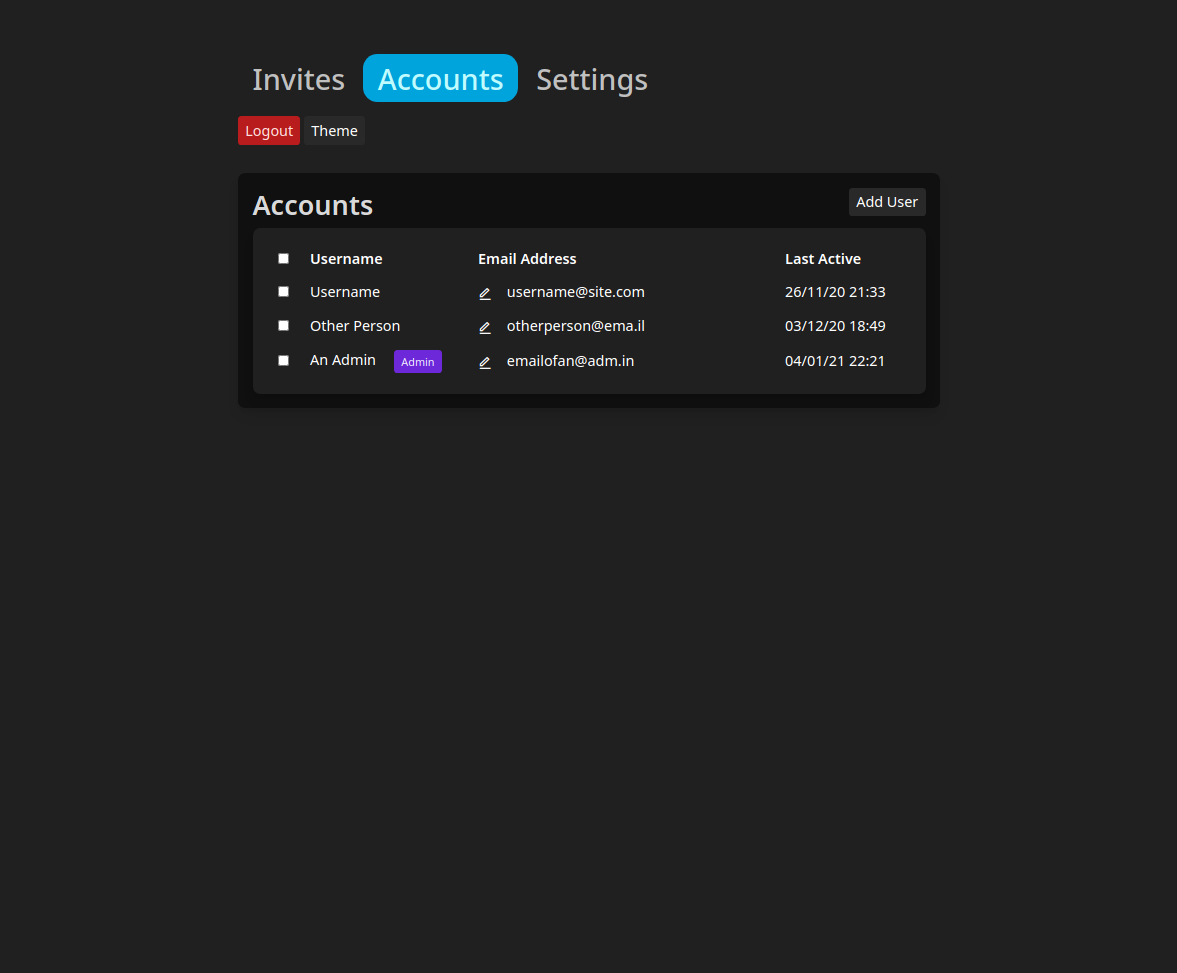 Invites Accounts Settings
Logout Theme
Accounts Add User
Username Email Address Last Active
Username username@site.com 26/11/20 21:33
Other Person otherperson@ema.il 03/12/20 18:49
An Admin Admin emailofan@adm.in 04/01/21 22:21